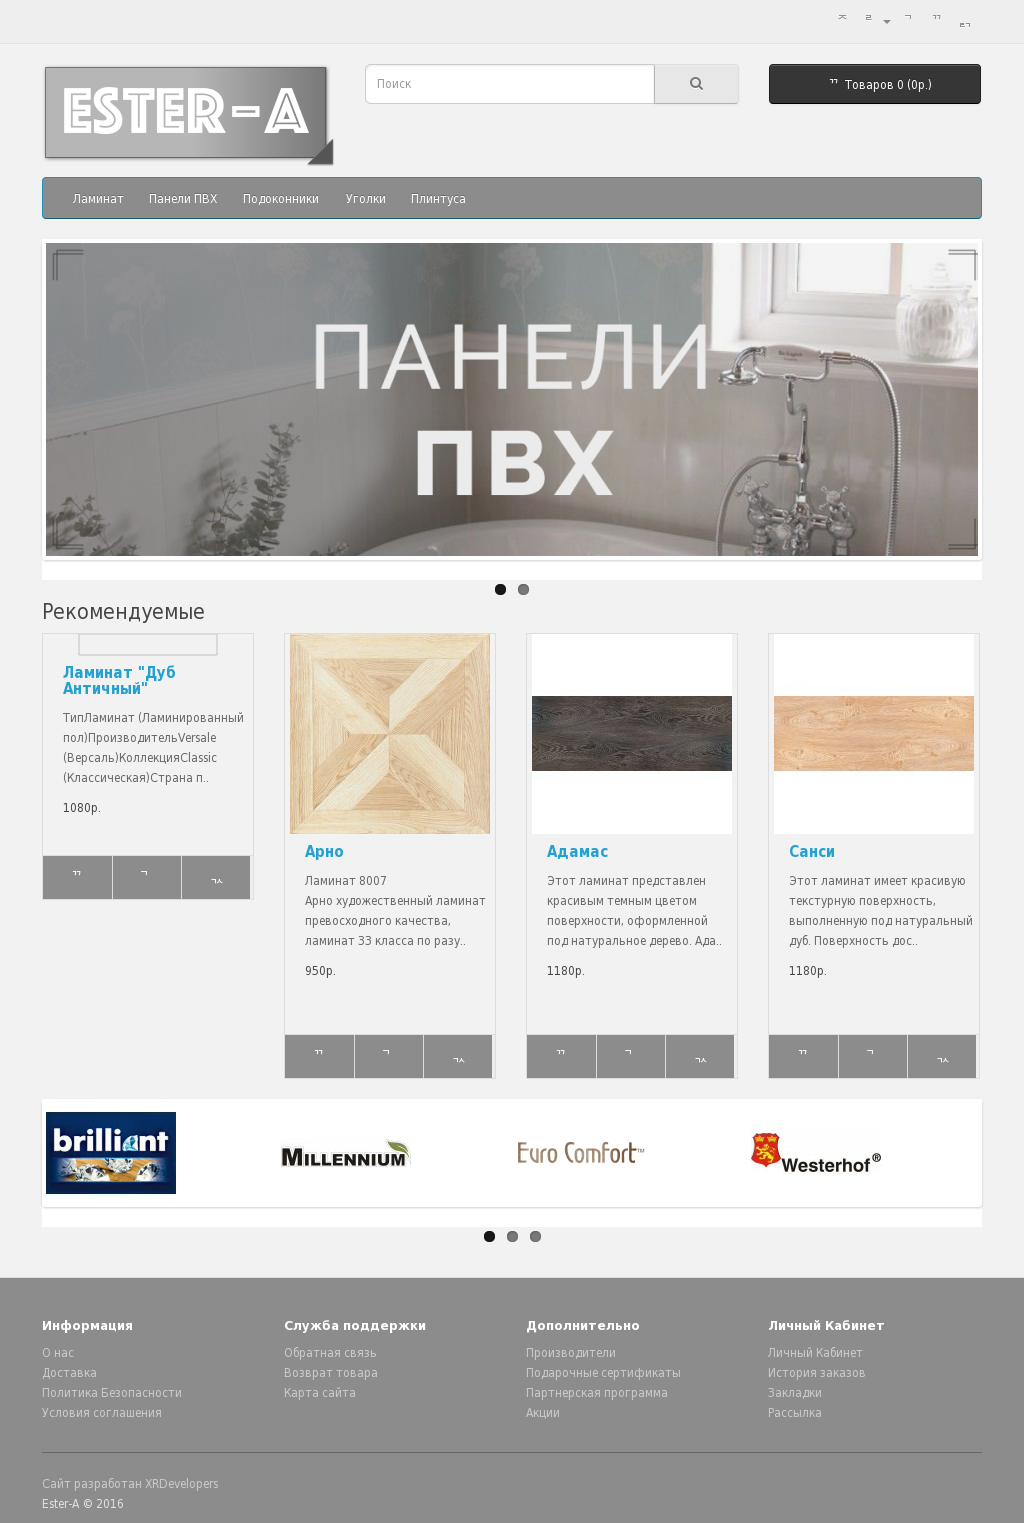 ESTER-A
Поиск
Товаров 0 (0р.)
Ламинат
Панели ПВХ
Подоконники
Уголки
Плинтуса
ПАНЕЛИ
ПВХ
Рекомендуемые
Ламинат "Дуб
Античный"
ТипЛаминат (Ламинированный
пол)ПроизводительVersale
(Версаль)КоллекцияClassic
(Классическая)Страна п..
1080р.
Арно
Ламинат 8007
Арно художественный ламинат
превосходного качества,
ламинат 33 класса по разу..
950р.
Адамас
Этот ламинат представлен
красивым темным цветом
поверхности, оформленной
под натуральное дерево. Ада..
1180р.
Санси
Этот ламинат имеет красивую
текстурную поверхность,
выполненную под натуральный
дуб. Поверхность дос..
1180р.
brilliant
MILLENNIUM
Euro Comfort™
Westerhof®
Информация
О нас
Доставка
Политика Безопасности
Условия соглашения
Служба поддержки
Обратная связь
Возврат товара
Карта сайта
Дополнительно
Производители
Подарочные сертификаты
Партнерская программа
Акции
Личный Кабинет
Личный Кабинет
История заказов
Закладки
Рассылка
Сайт разработан XRDevelopers
Ester-A © 2016